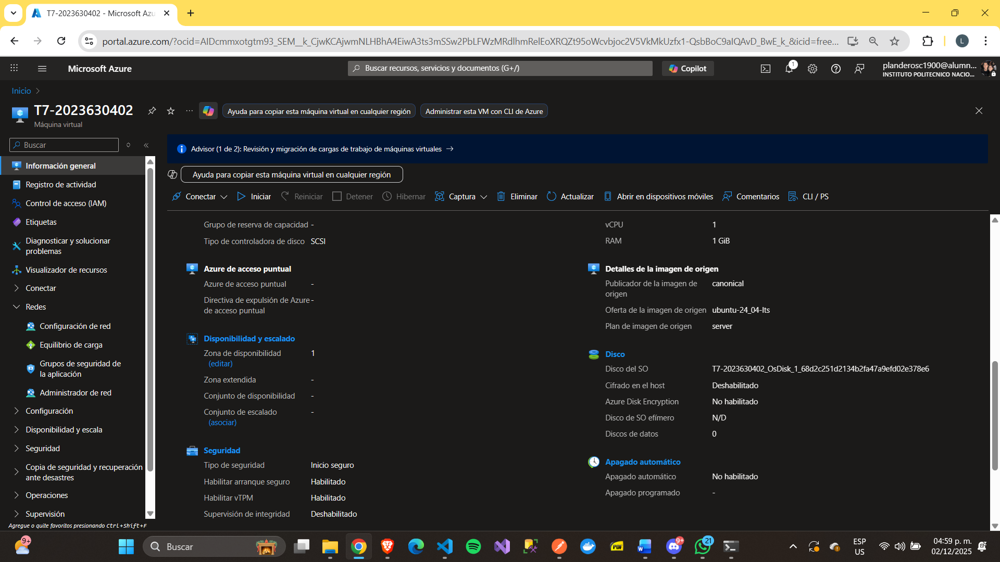 T7-2023630402 - Microsoft Azu
portal.azure.com/?ocid=AIDcmmxotgtm93_SEM__k_CjwKCAjwmNLHBhA4EiwA3ts3mSSw2PbLFWzMRdlhmRelEoXRQZt95oWcvbjoc2V5VkMkUzfx1-QsbBoC9aIQAvD_BwE_k_&icid=free...
L
Microsoft Azure
Buscar recursos, servicios y documentos (G+/)
Copilot
1
planderosc1900@alumn...
INSTITUTO POLITECNICO NACIO...
Inicio
T7-2023630402
Máquina virtual
Ayuda para copiar esta máquina virtual en cualquier región
Administrar esta VM con CLI de Azure
Buscar
Información general
Registro de actividad
Control de acceso (IAM)
Etiquetas
Diagnosticar y solucionar
problemas
Visualizador de recursos
Conectar
Redes
Configuración de red
Equilibrio de carga
Grupos de seguridad de
la aplicación
Administrador de red
Configuración
Disponibilidad y escala
Seguridad
Copia de seguridad y recuperación
ante desastres
Operaciones
Supervisión
Agregue o quite favoritos presionando Ctrl+Shift+F
Advisor (1 de 2): Revisión y migración de cargas de trabajo de máquinas virtuales →
Ayuda para copiar esta máquina virtual en cualquier región
Conectar
Iniciar
Reiniciar
Detener
Hibernar
Captura
Eliminar
Actualizar
Abrir en dispositivos móviles
Comentarios
CLI / PS
Grupo de reserva de capacidad -
Tipo de controladora de disco SCSI
Azure de acceso puntual
Azure de acceso puntual -
Directiva de expulsión de Azure -
de acceso puntual
Disponibilidad y escalado
Zona de disponibilidad 1
(editar)
Zona extendida -
Conjunto de disponibilidad -
Conjunto de escalado -
(asociar)
Seguridad
Tipo de seguridad Inicio seguro
Habilitar arranque seguro Habilitado
Habilitar vTPM Habilitado
Supervisión de integridad Deshabilitado
vCPU 1
RAM 1 GiB
Detalles de la imagen de origen
Publicador de la imagen de canonical
origen
Oferta de la imagen de origen ubuntu-24_04-lts
Plan de imagen de origen server
Disco
Disco del SO T7-2023630402_OsDisk_1_68d2c251d2134b2fa47a9efd02e378e6
Cifrado en el host Deshabilitado
Azure Disk Encryption No habilitado
Disco de SO efímero N/D
Discos de datos 0
Apagado automático
Apagado automático No habilitado
Apagado programado -
9+
Buscar
PDF
W
9+
21
ESP
US
04:59 p. m.
02/12/2025